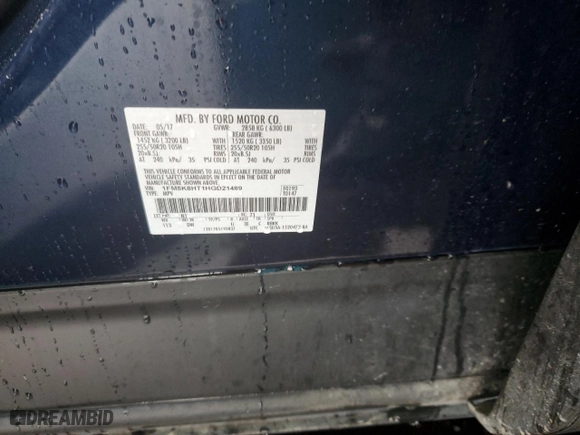 MFD. BY FORD MOTOR CO.
DATE: 05/17 GVWR: 2858 KG ( 6300 LB)
FRONT GAWR: REAR GAWR:
1452 KG ( 3200 LB) WITH 1520 KG ( 3350 LB) WITH
255/50R20 105H TIRES 255/50R20 105H TIRES
20x8.5J RIMS 20x8.5J RIMS
AT 240 kPa/ 35 PSI COLD AT 240 kPa/ 35 PSI COLD
THIS VEHICLE CONFORMS TO ALL APPLICABLE FEDERAL MOTOR
VEHICLE SAFETY STANDARDS IN EFFECT ON THE DATE OF
MANUFACTURE SHOWN ABOVE.
VIN: 1FM5K8HT1HGD21489
TYPE: MPV
DREAMBID